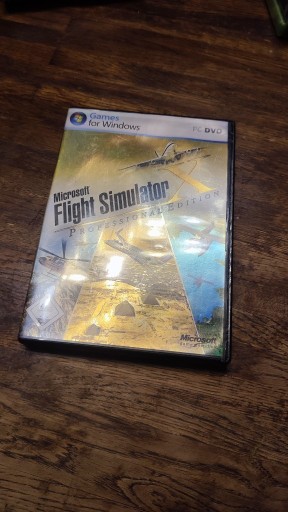 Games
for Windows
PC DVD
Microsoft
Flight Simulator X
PROFESSIONAL EDITION
Microsoft